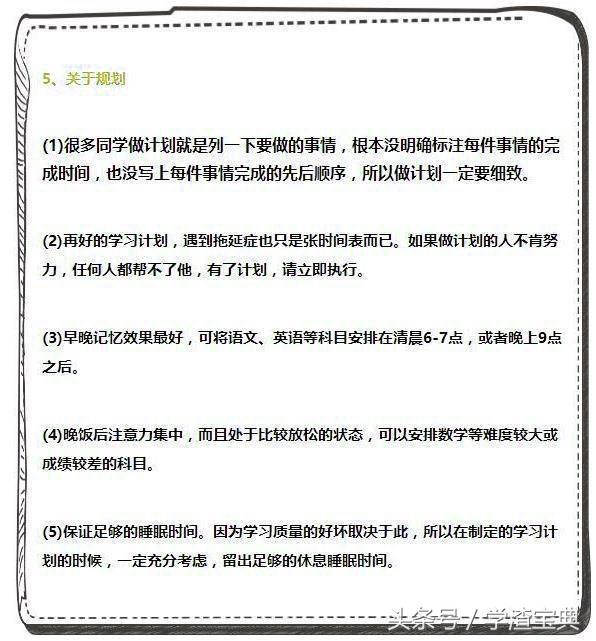 5、关于规划
(1)很多同学做计划就是列一下要做的事情，根本没明确标注每件事情的完
成时间，也没写上每件事情完成的先后顺序，所以做计划一定要细致。
(2)再好的学习计划，遇到拖延症也只是张时间表而已。如果做计划的人不肯努
力，任何人都帮不了他，有了计划，请立即执行。
(3)早晚记忆效果最好，可将语文、英语等科目安排在清晨6-7点，或者晚上9点
之后。
(4)晚饭后注意力集中，而且处于比较放松的状态，可以安排数学等难度较大或
成绩较差的科目。
(5)保证足够的睡眠时间。因为学习质量的好坏取决于此，所以在制定的学习计
划的时候，一定充分考虑，留出足够的休息睡眠时间。
头条号 / 学渣宝典